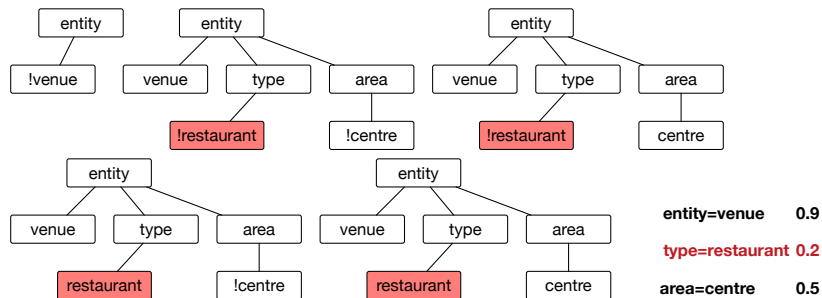 entity entity entity
!venue venue type area venue type area
!restaurant !centre !restaurant centre
entity entity
venue type area venue type area
restaurant !centre restaurant centre
entity=venue 0.9
type=restaurant 0.2
area=centre 0.5